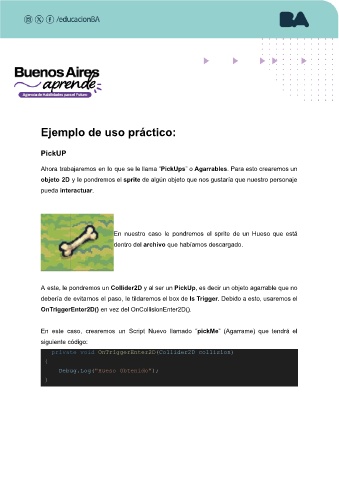 /educacionBA
BA
Buenos Aires
aprende
Agencia de Habilidades para el Futuro
Ejemplo de uso práctico:
PickUP
Ahora trabajaremos en lo que se le llama "PickUps" o Agarrables. Para esto crearemos un
objeto 2D y le pondremos el sprite de algún objeto que nos gustaría que nuestro personaje
pueda interactuar.
En nuestro caso le pondremos el sprite de un Hueso que está
dentro del archivo que habíamos descargado.
A este, le pondremos un Collider2D y al ser un PickUp, es decir un objeto agarrable que no
debería de evitarnos el paso, le tildaremos el box de Is Trigger. Debido a esto, usaremos el
OnTriggerEnter2D() en vez del OnCollisionEnter2D().
En este caso, crearemos un Script Nuevo llamado "pickMe" (Agarrame) que tendrá el
siguiente código:
private void OnTriggerEnter2D(Collider2D collision)
{
Debug.Log("Hueso Obtenido");
}